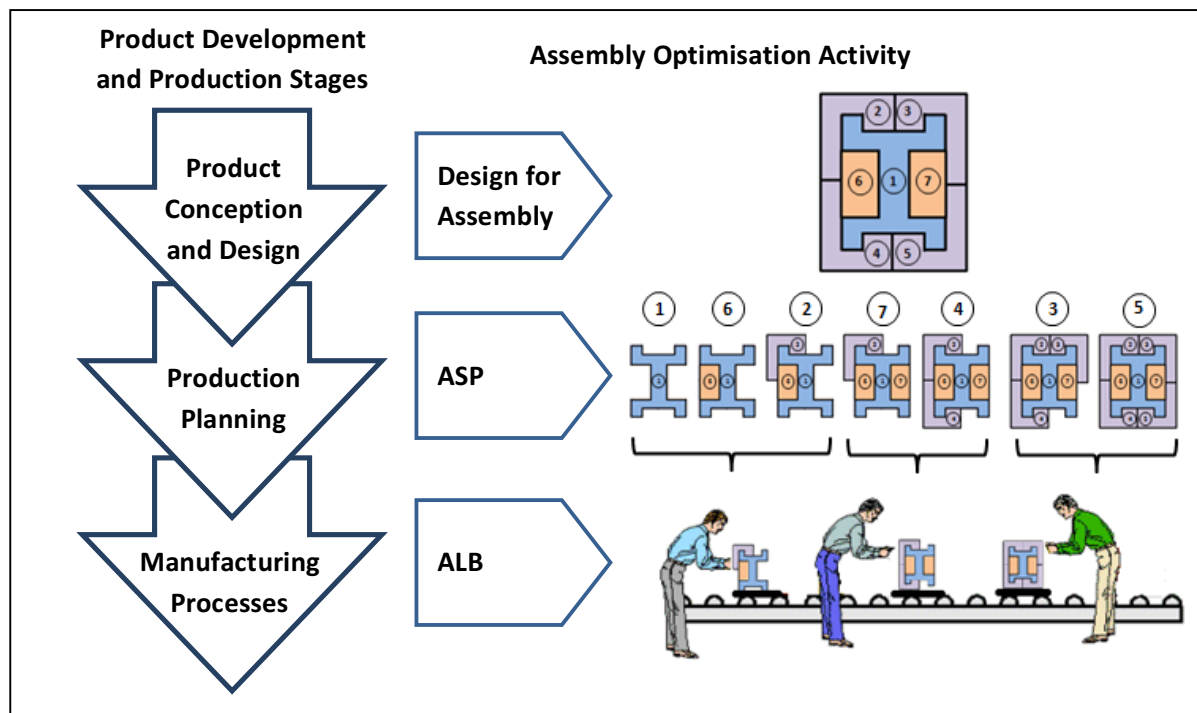 Product Development
and Production Stages
Assembly Optimisation Activity
Product
Conception
and Design
Design for
Assembly
2 3
6 1 7
4 5
1 6 2 7 4 3 5
Production
Planning
ASP
Manufacturing
Processes
ALB